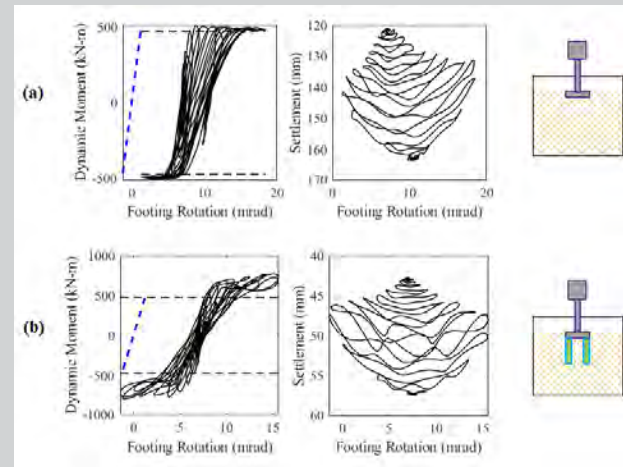 (a)
Dynamic Moment (kN-m)
500
0
-500
0 10 20
Footing Rotation (mrad)
Settlement (mm)
120
130
140
150
160
170
0 10 20
Footing Rotation (mrad)
(b)
Dynamic Moment (kN-m)
1000
500
0
-500
-1000
0 5 10 15
Footing Rotation (mrad)
Settlement (mm)
40
45
50
55
60
0 5 10 15
Footing Rotation (mrad)